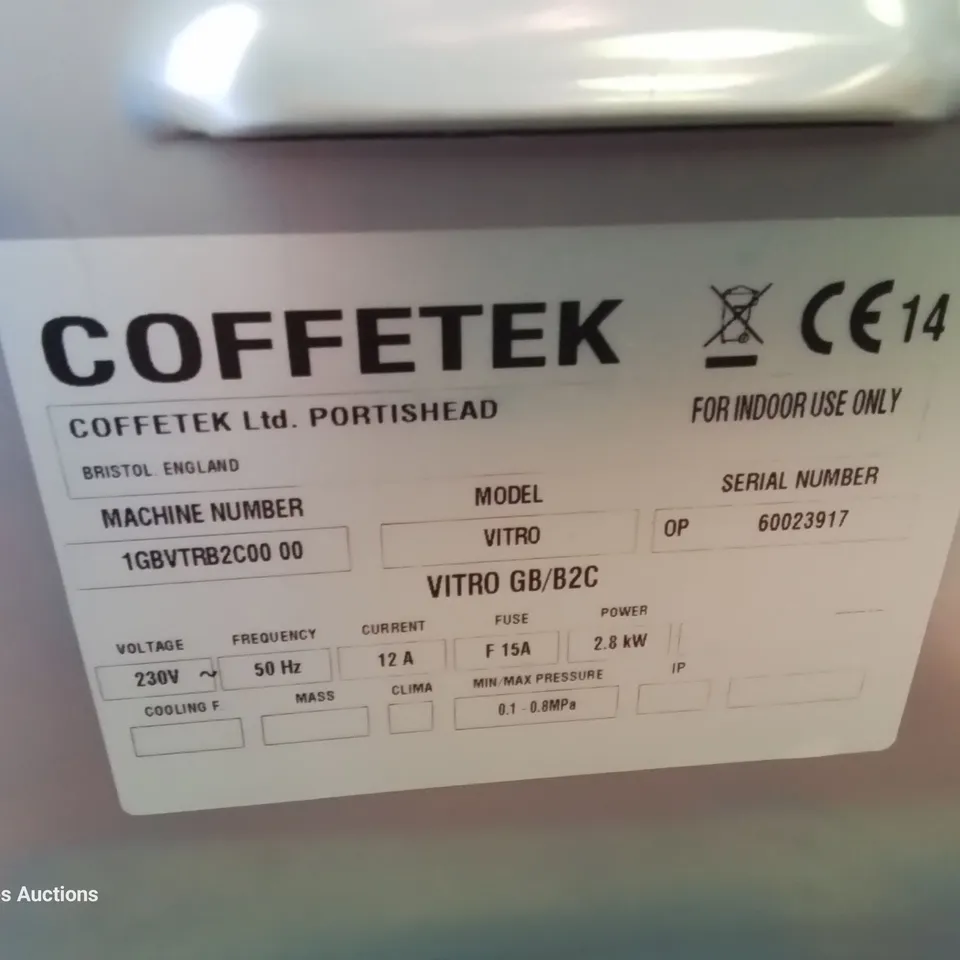 COFFETEK
CE 14
COFFETEK Ltd. PORTISHEAD
FOR INDOOR USE ONLY
BRISTOL. ENGLAND
MACHINE NUMBER
MODEL
SERIAL NUMBER
1GBVTRB2C00 00
VITRO
OP 60023917
VITRO GB/B2C
VOLTAGE FREQUENCY CURRENT FUSE POWER
230V ~ 50 Hz 12 A F 15A 2.8 kW
COOLING F. MASS CLIMA MIN/MAX PRESSURE IP
0.1 - 0.8MPa
s Auctions